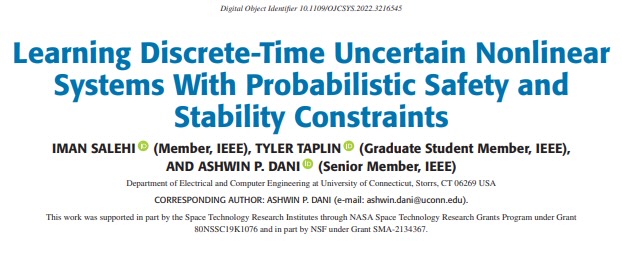 Digital Object Identifier 10.1109/OJCSYS.2022.3216545
Learning Discrete-Time Uncertain Nonlinear
Systems With Probabilistic Safety and
Stability Constraints
IMAN SALEHI (Member, IEEE), TYLER TAPLIN (Graduate Student Member, IEEE),
AND ASHWIN P. DANI (Senior Member, IEEE)
Department of Electrical and Computer Engineering at University of Connecticut, Storrs, CT 06269 USA
CORRESPONDING AUTHOR: ASHWIN P. DANI (e-mail: ashwin.dani@uconn.edu).
This work was supported in part by the Space Technology Research Institutes through NASA Space Technology Research Grants Program under Grant
80NSSC19K1076 and in part by NSF under Grant SMA-2134367.